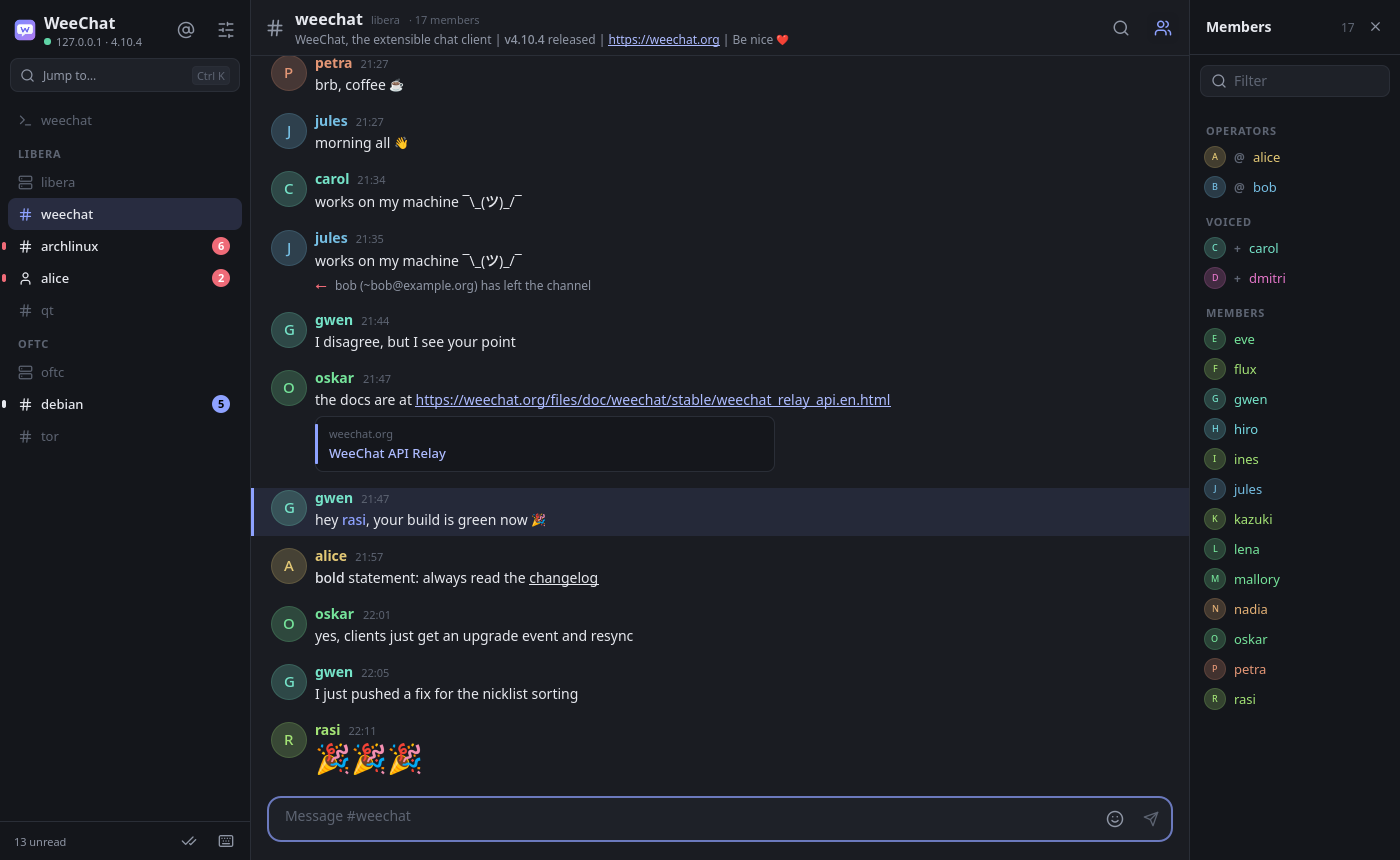 WeeChat
127.0.0.1 · 4.10.4
Jump to...
Ctrl K
weechat
LIBERA
libera
weechat
archlinux
6
alice
2
qt
OFTC
oftc
debian
5
tor
13 unread
weechat libera · 17 members
WeeChat, the extensible chat client | v4.10.4 released | https://weechat.org | Be nice ❤️
petra 21:27
P
brb, coffee ☕
jules 21:27
J
morning all 👋
carol 21:34
C
works on my machine ¯\_(ツ)_/¯
jules 21:35
J
works on my machine ¯\_(ツ)_/¯
← bob (~bob@example.org) has left the channel
gwen 21:44
G
I disagree, but I see your point
oskar 21:47
O
the docs are at https://weechat.org/files/doc/weechat/stable/weechat_relay_api.en.html
weechat.org
WeeChat API Relay
gwen 21:47
G
hey rasi, your build is green now 🎉
alice 21:57
A
bold statement: always read the changelog
oskar 22:01
O
yes, clients just get an upgrade event and resync
gwen 22:05
G
I just pushed a fix for the nicklist sorting
rasi 22:11
R
🎉🎉🎉
Message #weechat
Members 17
Filter
OPERATORS
A @ alice
B @ bob
VOICED
C + carol
D + dmitri
MEMBERS
E eve
F flux
G gwen
H hiro
I ines
J jules
K kazuki
L lena
M mallory
N nadia
O oskar
P petra
R rasi